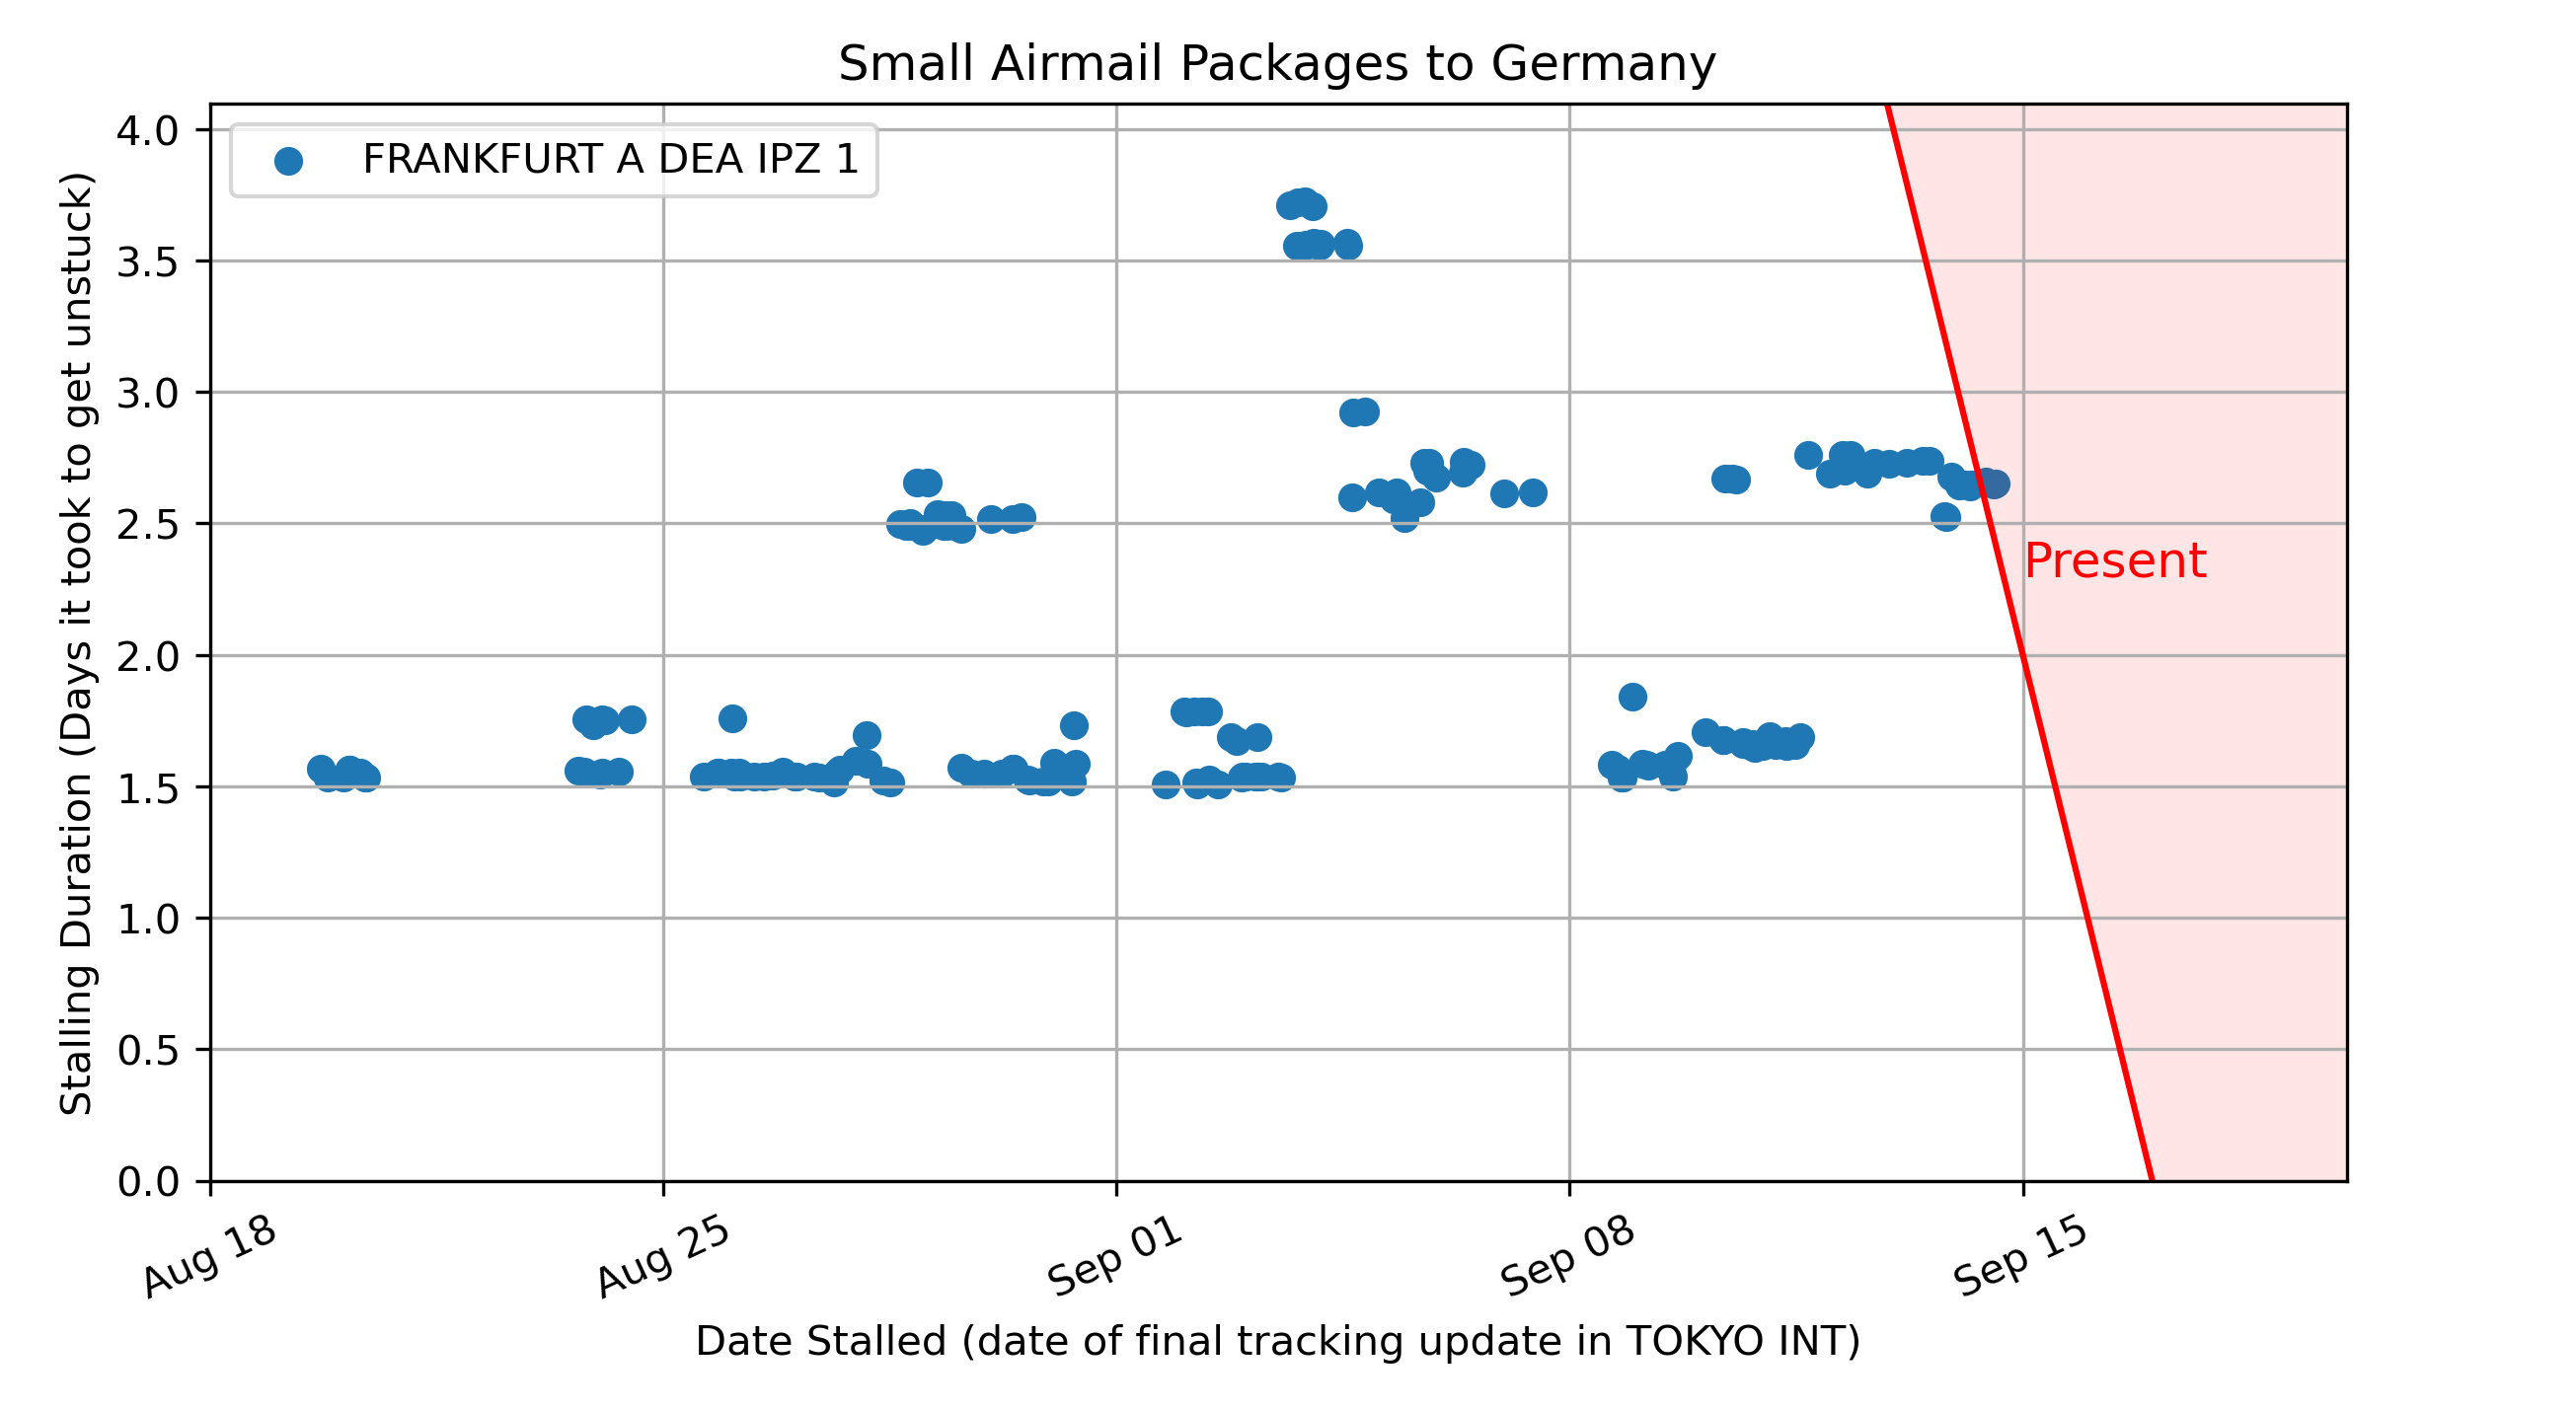 Small Airmail Packages to Germany
FRANKFURT A DEA IPZ 1
Stalling Duration (Days it took to get unstuck)
4.0
3.5
3.0
2.5
2.0
1.5
1.0
0.5
0.0
Present
Aug 18
Aug 25
Sep 01
Sep 08
Sep 15
Date Stalled (date of final tracking update in TOKYO INT)